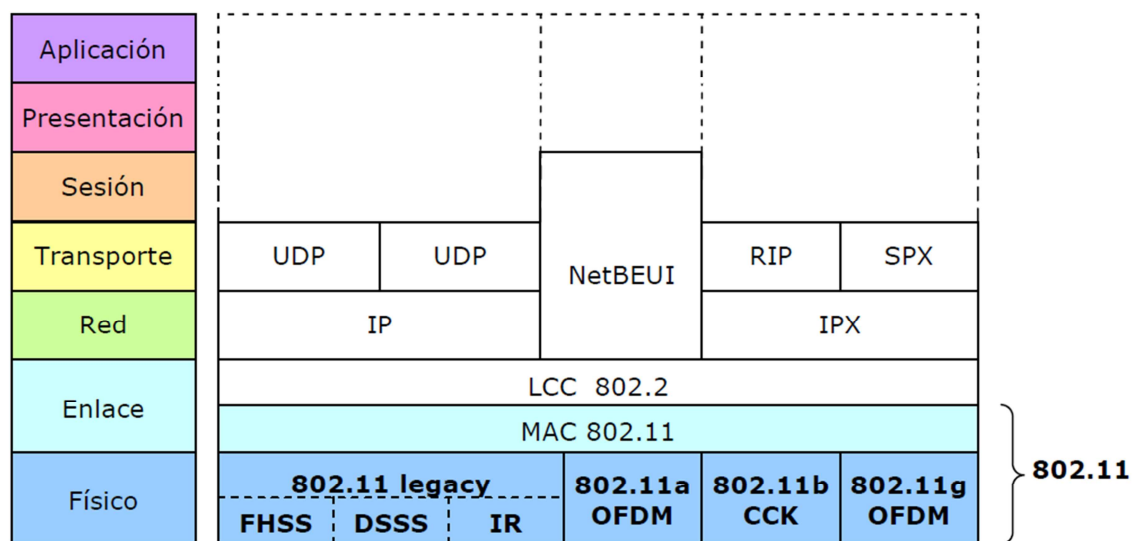 Aplicación
Presentación
Sesión
Transporte
UDP
UDP
NetBEUI
RIP
SPX
Red
IP
IPX
Enlace
LCC 802.2
MAC 802.11
802.11
Físico
802.11 legacy
FHSS
DSSS
IR
802.11a
OFDM
802.11b
CCK
802.11g
OFDM